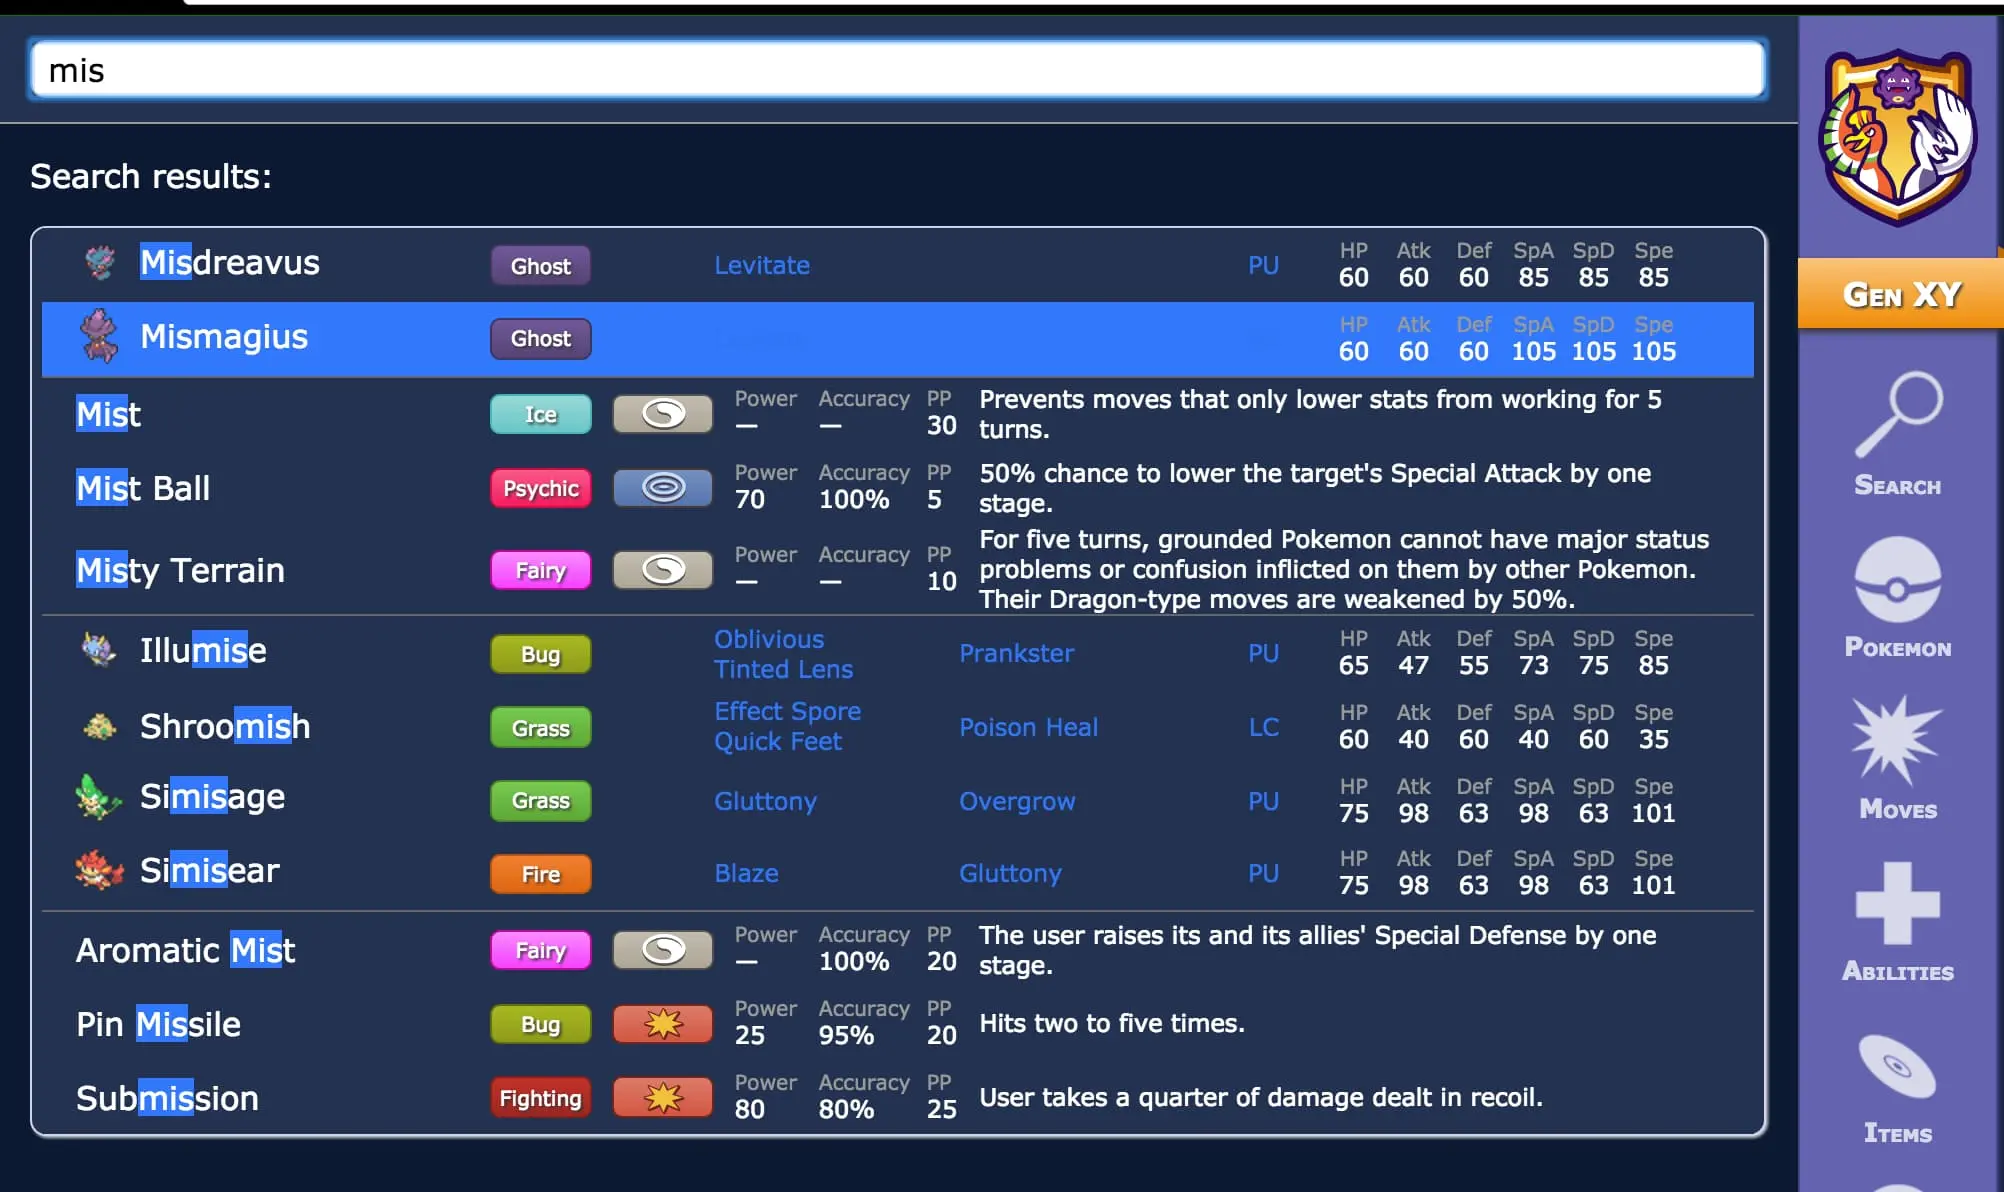 mis
Search results:
Misdreavus Ghost Levitate PU HP 60 Atk 60 Def 60 SpA 85 SpD 85 Spe 85
Mismagius Ghost HP 60 Atk 60 Def 60 SpA 105 SpD 105 Spe 105
Mist Ice Power — Accuracy — PP 30 Prevents moves that only lower stats from working for 5
turns.
Mist Ball Psychic Power 70 Accuracy 100% PP 5 50% chance to lower the target's Special Attack by one
stage.
Misty Terrain Fairy Power — Accuracy — PP 10 For five turns, grounded Pokemon cannot have major status
problems or confusion inflicted on them by other Pokemon.
Their Dragon-type moves are weakened by 50%.
Illumise Bug Oblivious Tinted Lens Prankster PU HP 65 Atk 47 Def 55 SpA 73 SpD 75 Spe 85
Shroomish Grass Effect Spore Quick Feet Poison Heal LC HP 60 Atk 40 Def 60 SpA 40 SpD 60 Spe 35
Simisage Grass Gluttony Overgrow PU HP 75 Atk 98 Def 63 SpA 98 SpD 63 Spe 101
Simisear Fire Blaze Gluttony PU HP 75 Atk 98 Def 63 SpA 98 SpD 63 Spe 101
Aromatic Mist Fairy Power — Accuracy 100% PP 20 The user raises its and its allies' Special Defense by one
stage.
Pin Missile Bug Power 25 Accuracy 95% PP 20 Hits two to five times.
Submission Fighting Power 80 Accuracy 80% PP 25 User takes a quarter of damage dealt in recoil.
Gen XY
Search
Pokemon
Moves
Abilities
Items